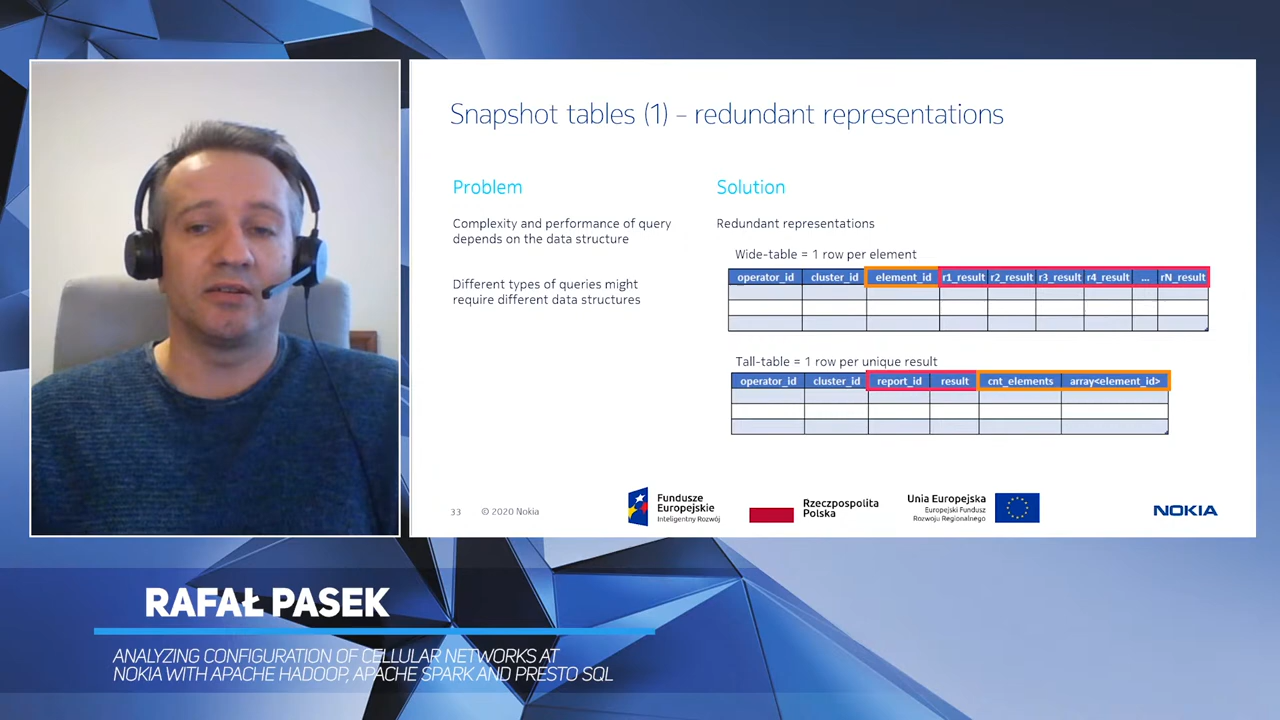 Snapshot tables (1) – redundant representations
Problem
Complexity and performance of query
depends on the data structure
Different types of queries might
require different data structures
Solution
Redundant representations
Wide-table = 1 row per element
operator_id cluster_id element_id r1_result r2_result r3_result r4_result ... rN_result
Tall-table = 1 row per unique result
operator_id cluster_id report_id result cnt_elements array<element_id>
33 © 2020 Nokia
Fundusze
Europejskie
Inteligentny Rozwój
Rzeczpospolita
Polska
Unia Europejska
Europejski Fundusz
Rozwoju Regionalnego
NOKIA
RAFAŁ PASEK
ANALYZING CONFIGURATION OF CELLULAR NETWORKS AT
NOKIA WITH APACHE HADOOP, APACHE SPARK AND PRESTO SQL